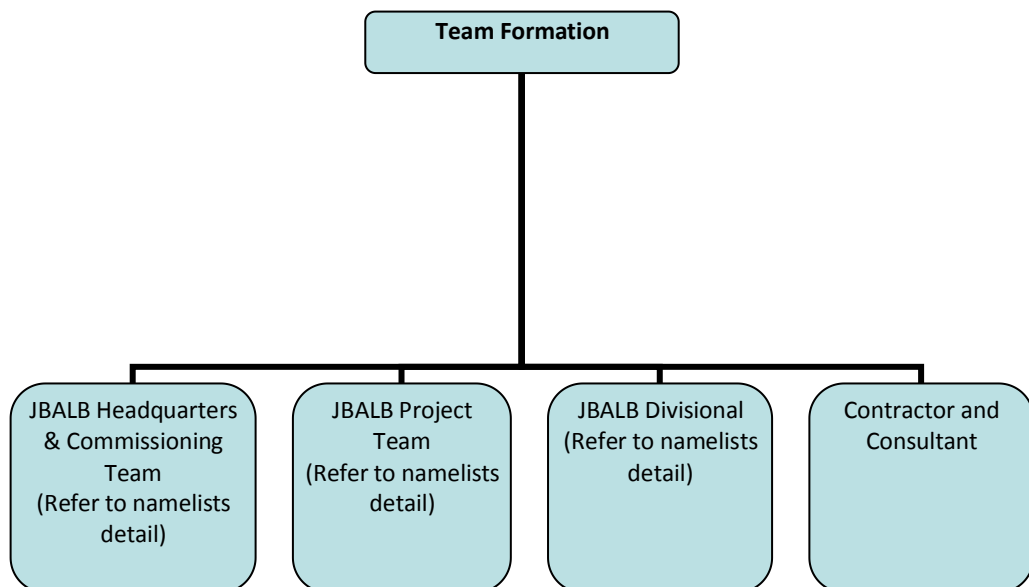 Team Formation
JBALB Headquarters
& Commissioning
Team
(Refer to namelists
detail)
JBALB Project
Team
(Refer to namelists
detail)
JBALB Divisional
(Refer to namelists
detail)
Contractor and
Consultant